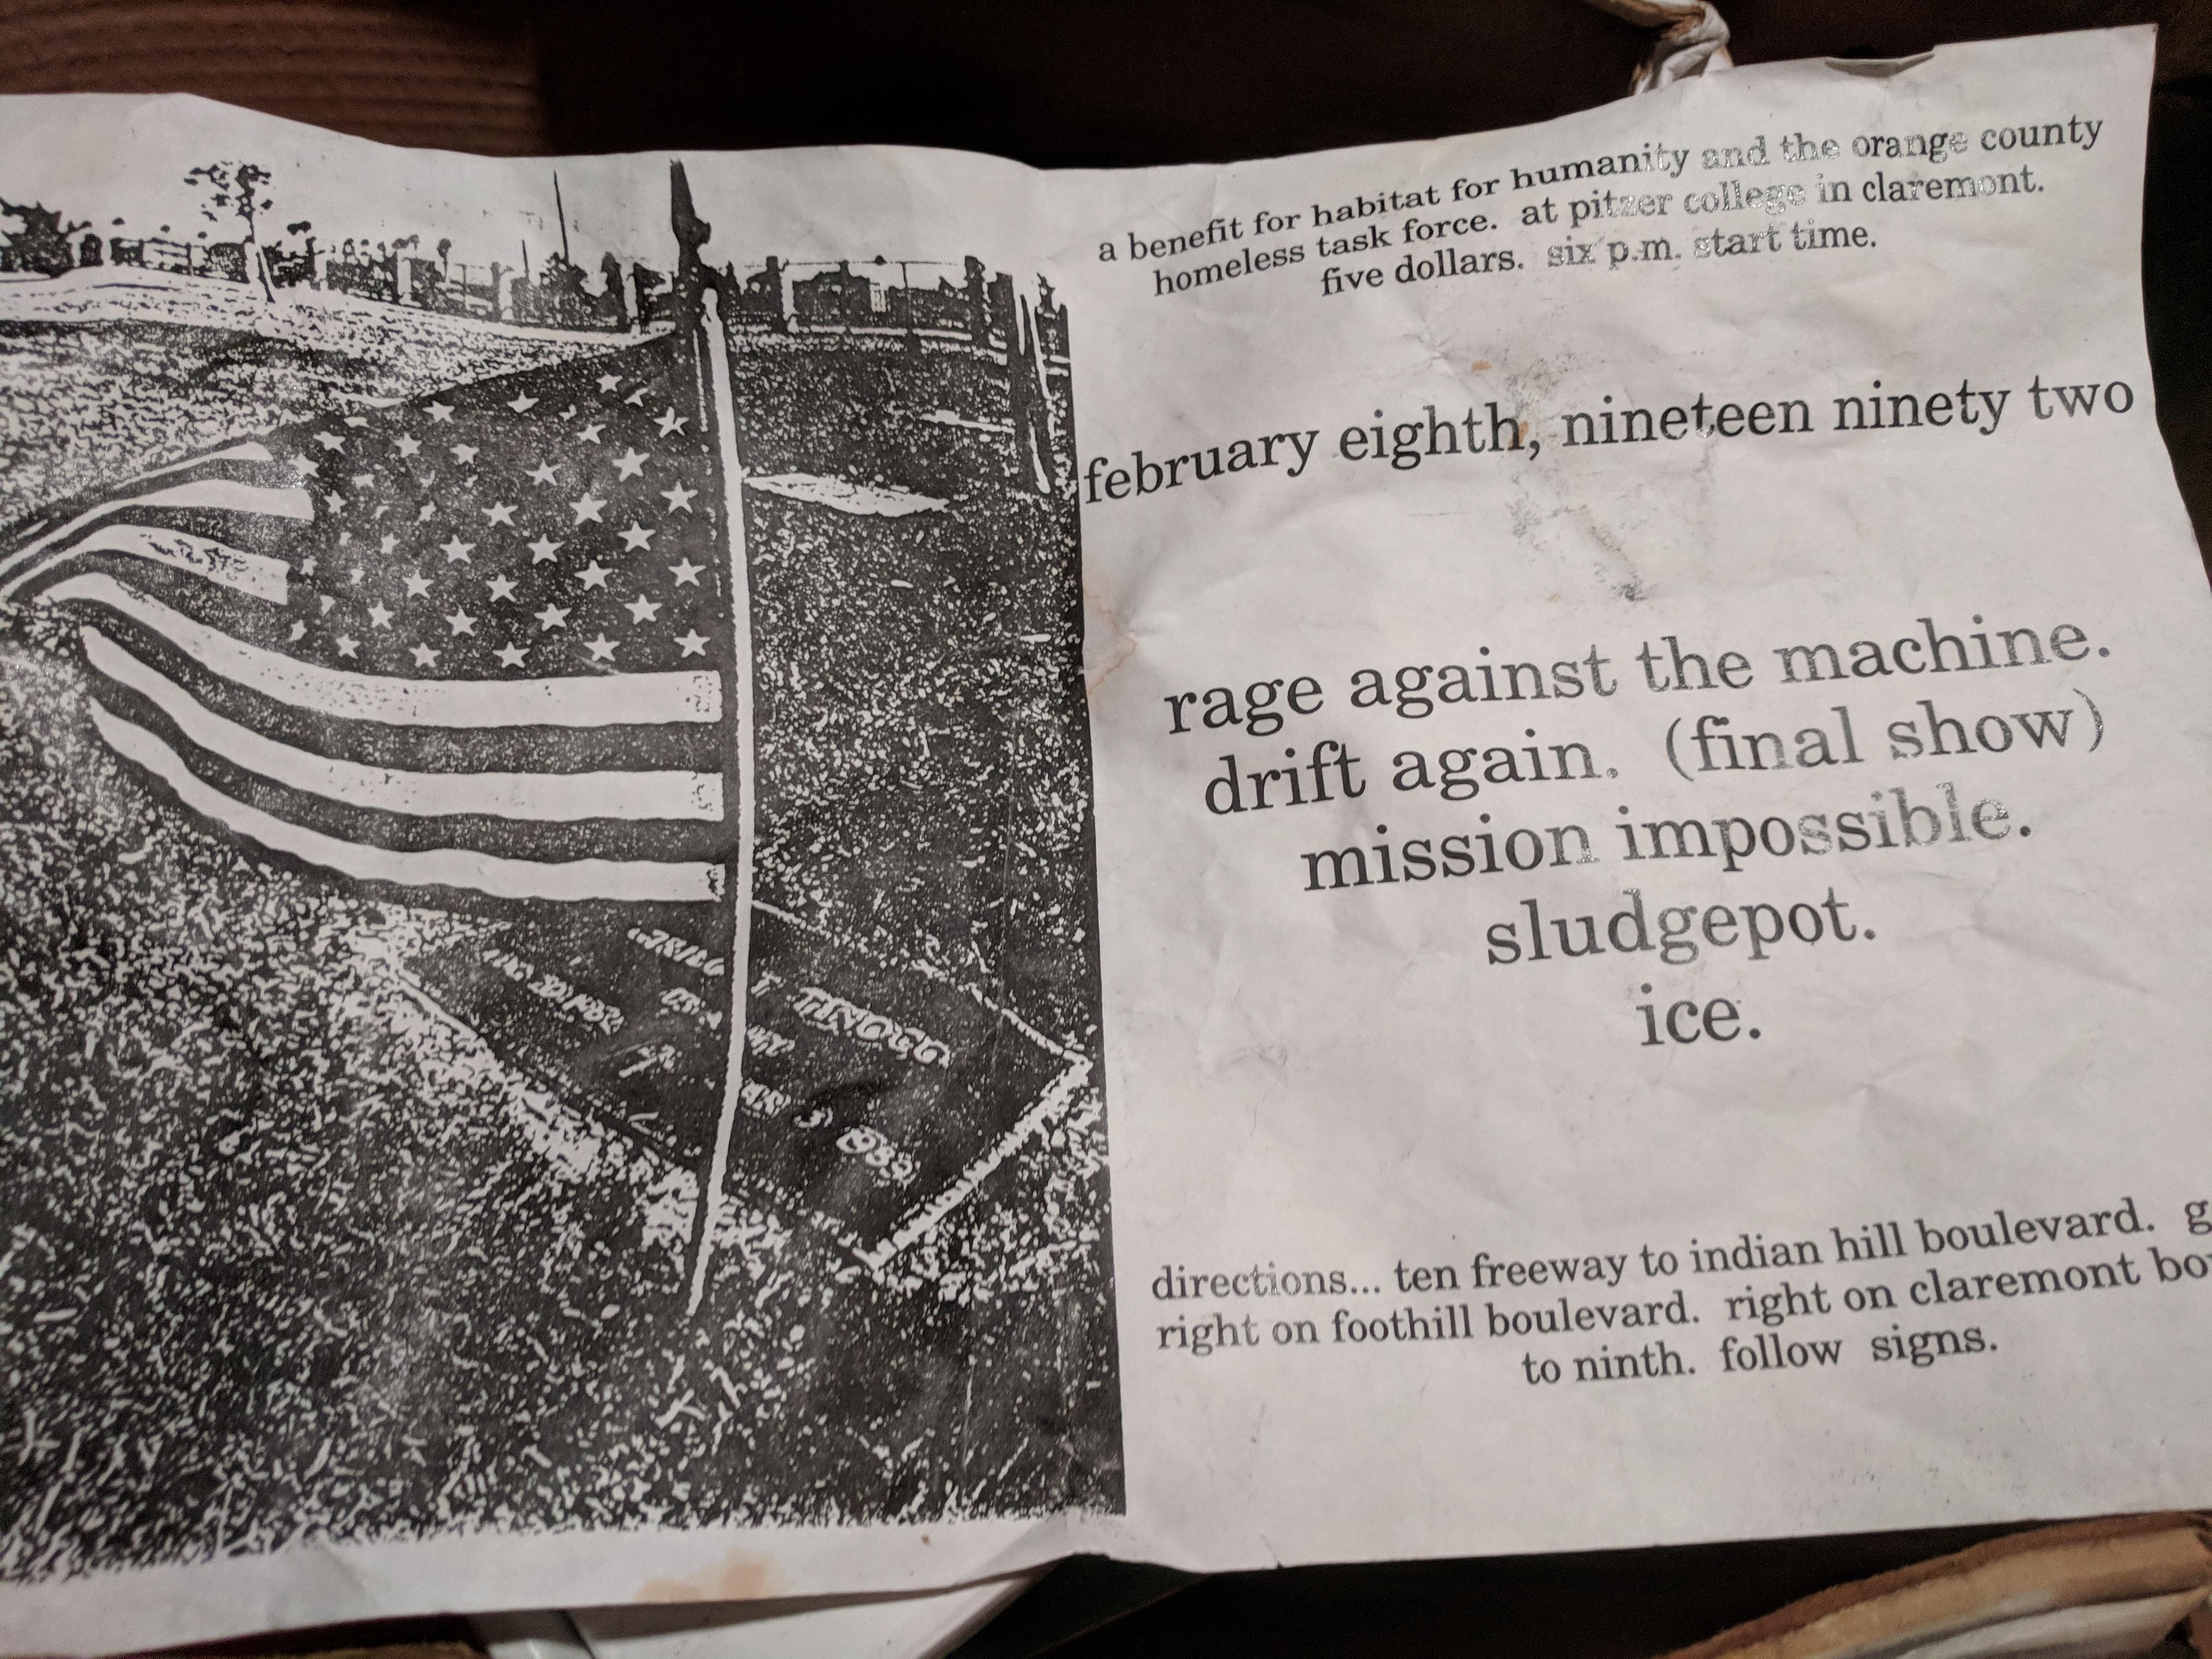 a benefit for habitat for humanity and the orange county
homeless task force. at pitzer college in claremont.
five dollars. six p.m. start time.
february eighth, nineteen ninety two
rage against the machine.
drift again. (final show)
mission impossible.
sludgepot.
ice.
directions... ten freeway to indian hill boulevard.
right on foothill boulevard. right on claremont
to ninth. follow signs.